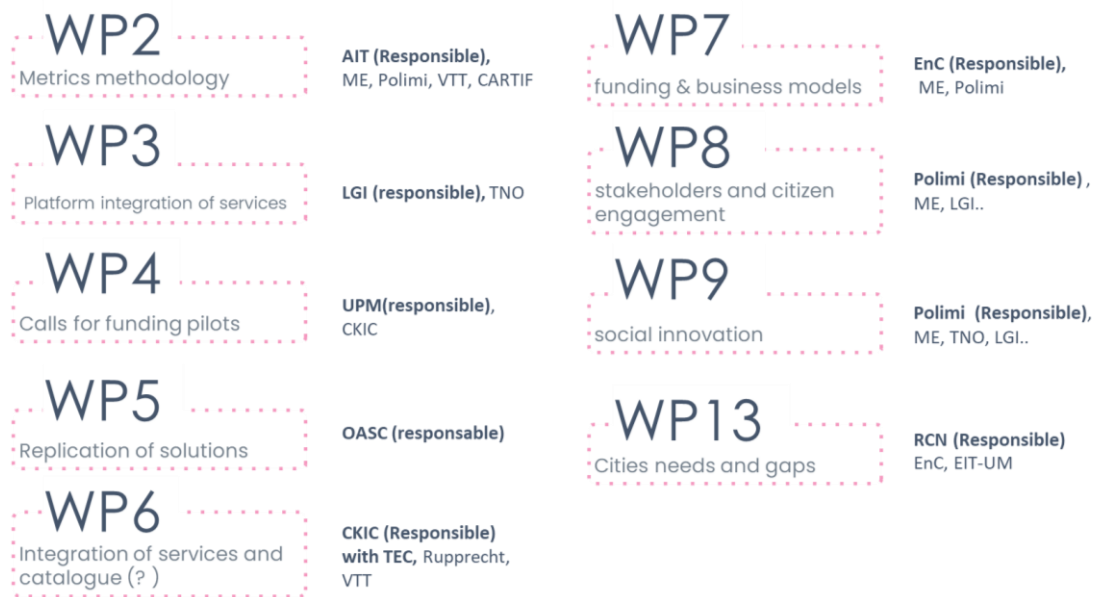 WP2
Metrics methodology
AIT (Responsible),
ME, Polimi, VTT, CARTIF
WP3
Platform integration of services
LGI (responsible), TNO
WP4
Calls for funding pilots
UPM(responsible),
CKIC
WP5
Replication of solutions
OASC (responsable)
WP6
Integration of services and
catalogue (? )
CKIC (Responsible)
with TEC, Rupprecht,
VTT
WP7
funding & business models
EnC (Responsible),
ME, Polimi
WP8
stakeholders and citizen
engagement
Polimi (Responsible) ,
ME, LGI..
WP9
social innovation
Polimi (Responsible),
ME, TNO, LGI..
WP13
Cities needs and gaps
RCN (Responsible)
EnC, EIT-UM